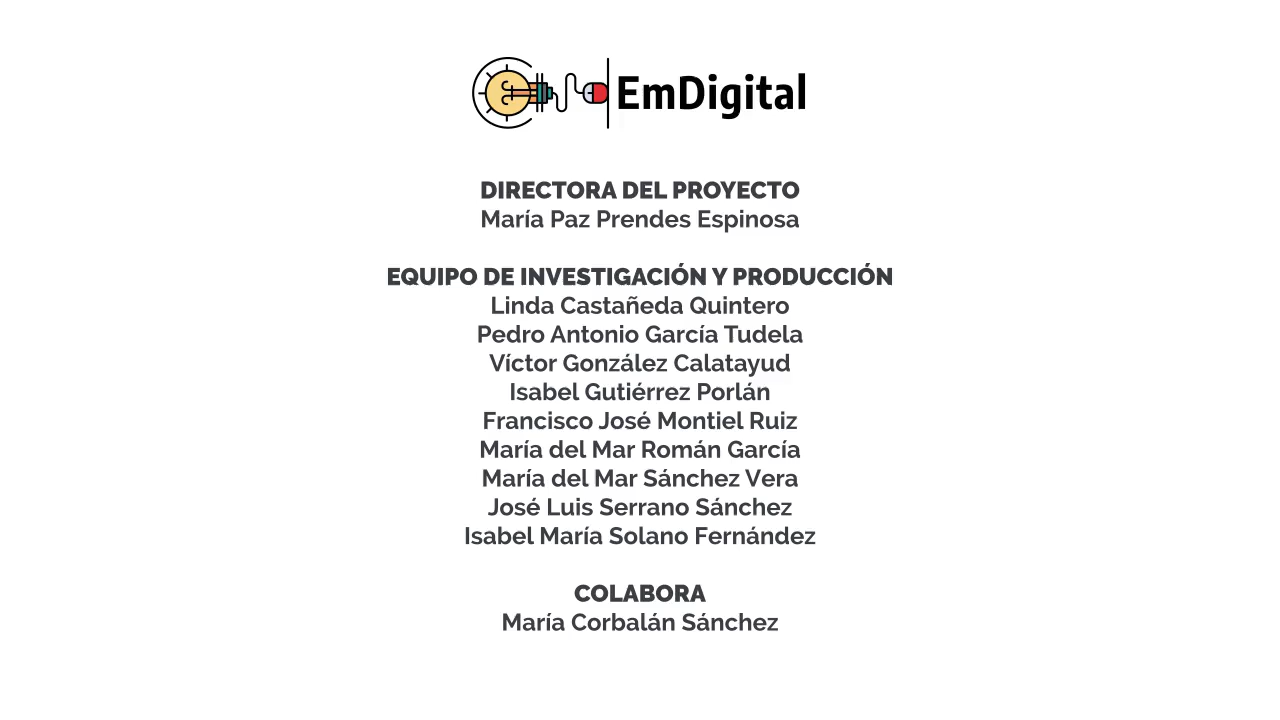 EmDigital
DIRECTORA DEL PROYECTO
María Paz Prendes Espinosa
EQUIPO DE INVESTIGACIÓN Y PRODUCCIÓN
Linda Castañeda Quintero
Pedro Antonio García Tudela
Víctor González Calatayud
Isabel Gutiérrez Porlán
Francisco José Montiel Ruiz
María del Mar Román García
María del Mar Sánchez Vera
José Luis Serrano Sánchez
Isabel María Solano Fernández
COLABORA
María Corbalán Sánchez